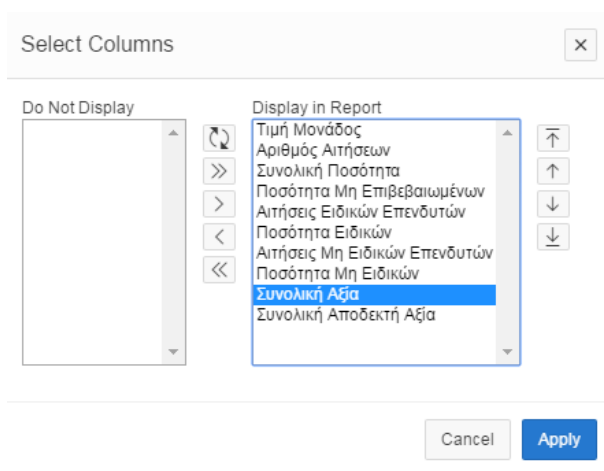 Select Columns
Do Not Display
Display in Report
Τιμή Μονάδος
Αριθμός Αιτήσεων
Συνολική Ποσότητα
Ποσότητα Μη Επιβεβαιωμένων
Αιτήσεις Ειδικών Επενδυτών
Ποσότητα Ειδικών
Αιτήσεις Μη Ειδικών Επενδυτών
Ποσότητα Μη Ειδικών
Συνολική Αξία
Συνολική Αποδεκτή Αξία
Cancel
Apply